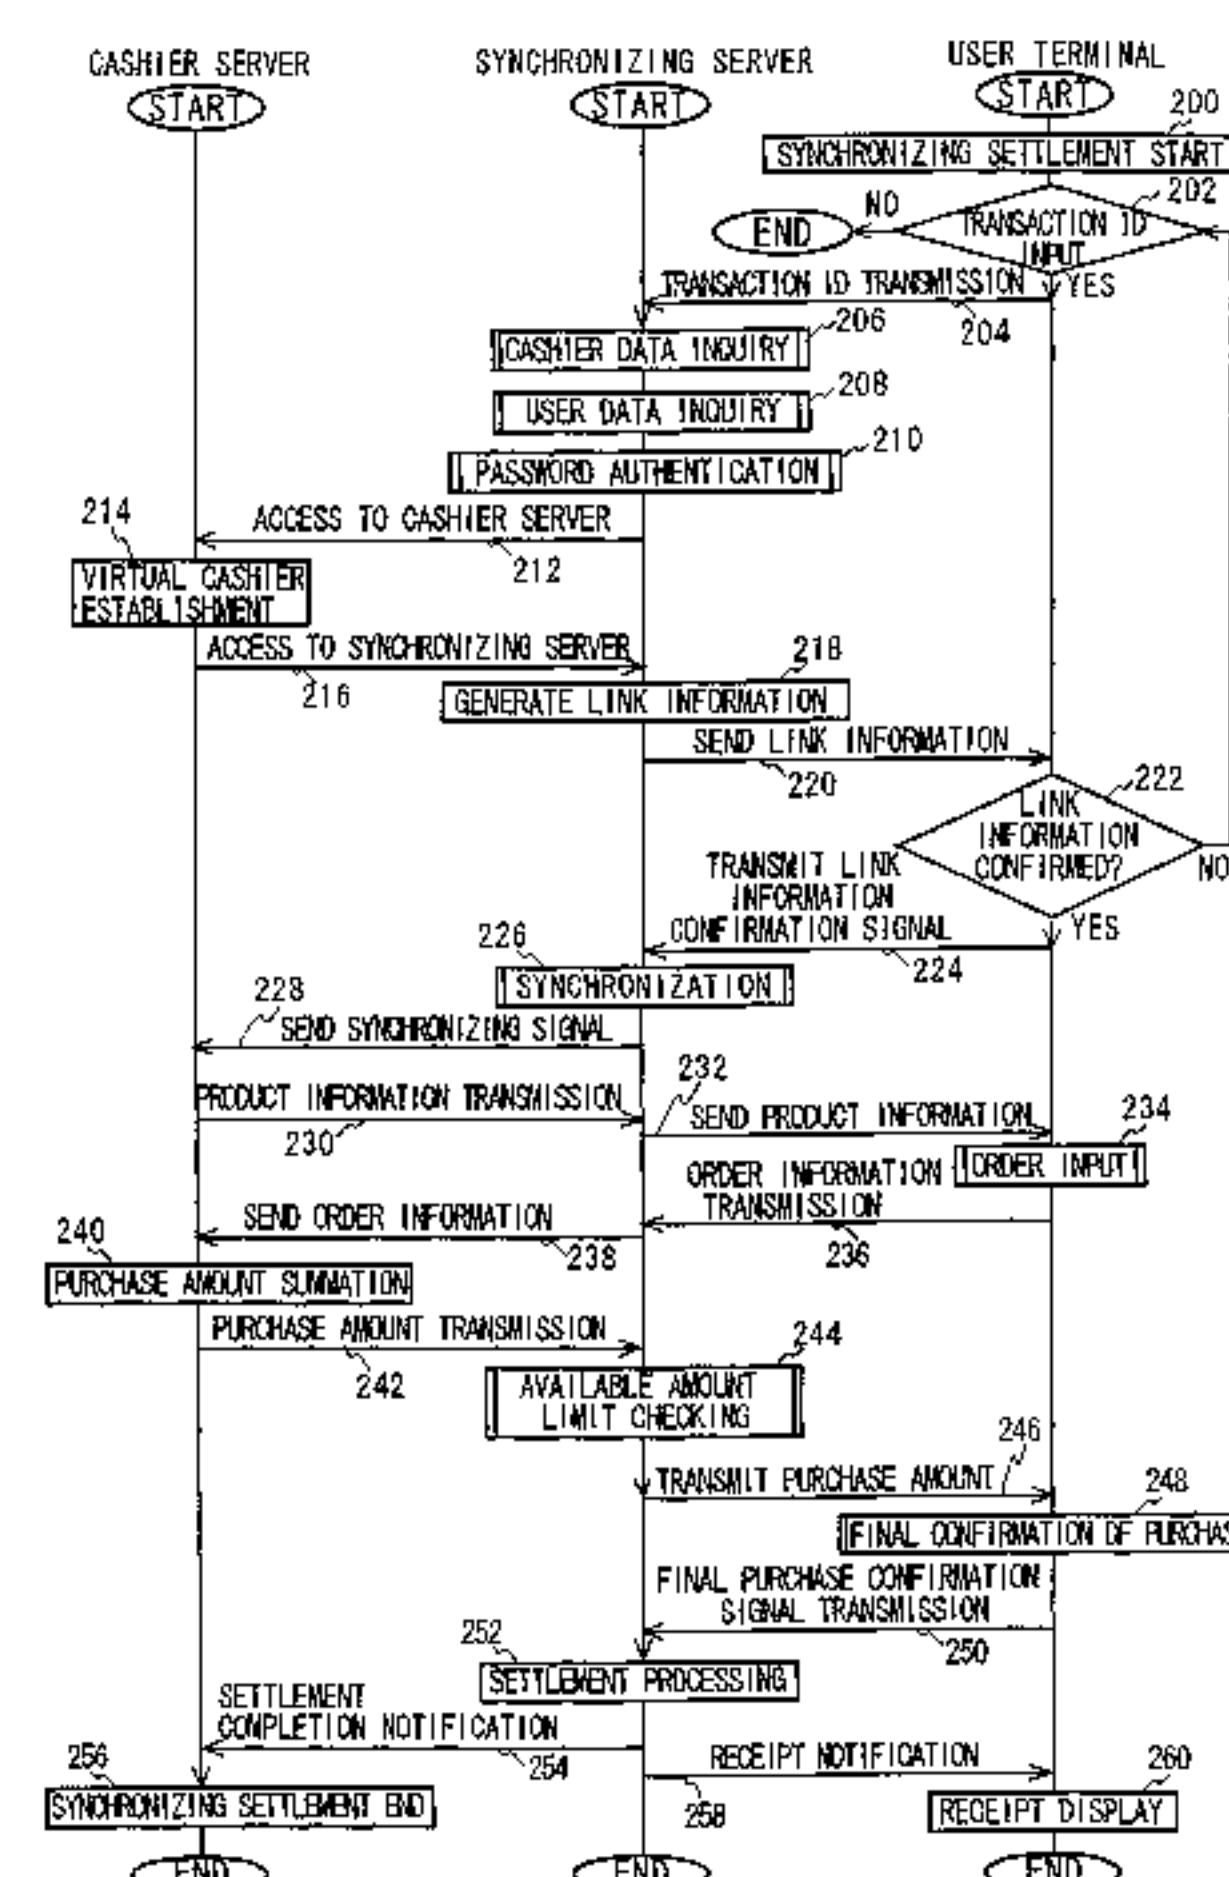 CASHIER SERVER
SYNCHRONIZING SERVER
USER TERMINAL
START
START
START
200
SYNCHRONIZING SETTLEMENT START
202
NO
END
TRANSACTION ID
INPUT
YES
TRANSACTION ID TRANSMISSION
204
206
CASHIER DATA INQUIRY
208
USER DATA INQUIRY
210
PASSWORD AUTHENTICATION
214
ACCESS TO CASHIER SERVER
212
VIRTUAL CASHIER
ESTABLISHMENT
ACCESS TO SYNCHRONIZING SERVER
216
218
GENERATE LINK INFORMATION
SEND LINK INFORMATION
220
222
LINK
INFORMATION
CONFIRMED?
NO
YES
TRANSMIT LINK
INFORMATION
CONFIRMATION SIGNAL
224
226
SYNCHRONIZATION
228
SEND SYNCHRONIZING SIGNAL
PRODUCT INFORMATION TRANSMISSION
230
232
SEND PRODUCT INFORMATION
234
ORDER INPUT
ORDER INFORMATION
TRANSMISSION
236
SEND ORDER INFORMATION
238
240
PURCHASE AMOUNT SUMMATION
PURCHASE AMOUNT TRANSMISSION
242
244
AVAILABLE AMOUNT
LIMIT CHECKING
246
TRANSMIT PURCHASE AMOUNT
248
FINAL CONFIRMATION OF PURCHAS
FINAL PURCHASE CONFIRMATION
SIGNAL TRANSMISSION
250
252
SETTLEMENT PROCESSING
SETTLEMENT
COMPLETION NOTIFICATION
254
256
SYNCHRONIZING SETTLEMENT END
RECEIPT NOTIFICATION
258
260
RECEIPT DISPLAY
END
END
END